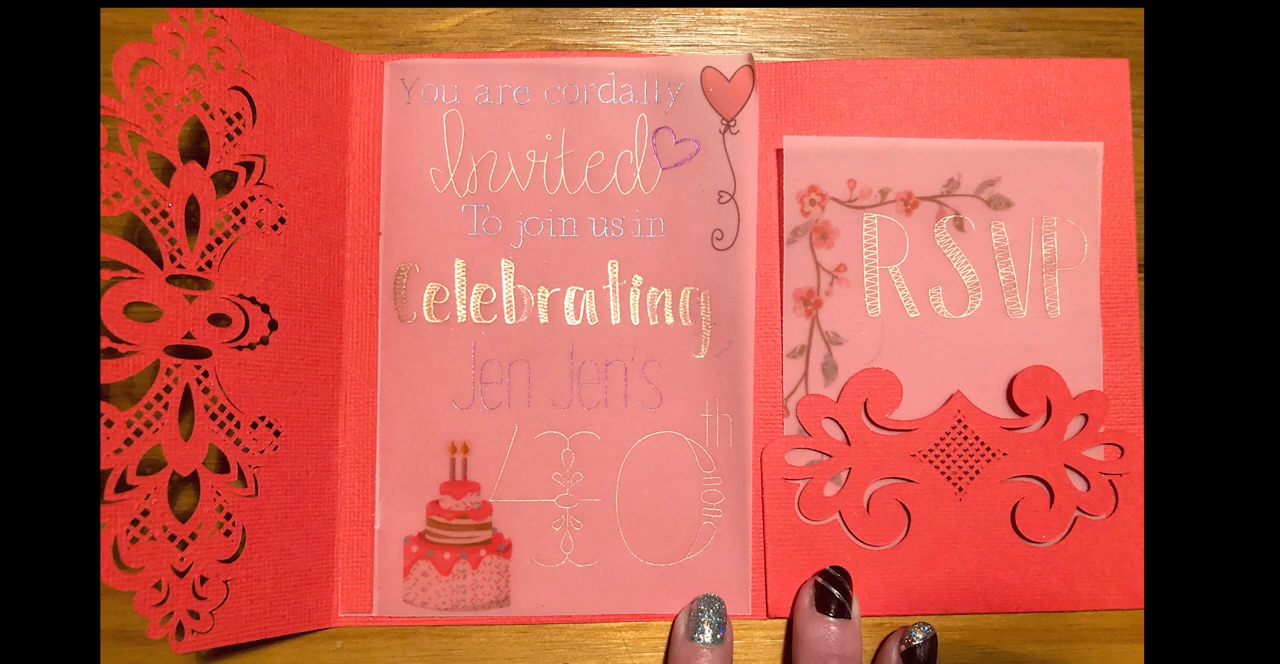 You are cordally
Invited
To join us in
Celebrating
Jen Jen's
40th
RSVP